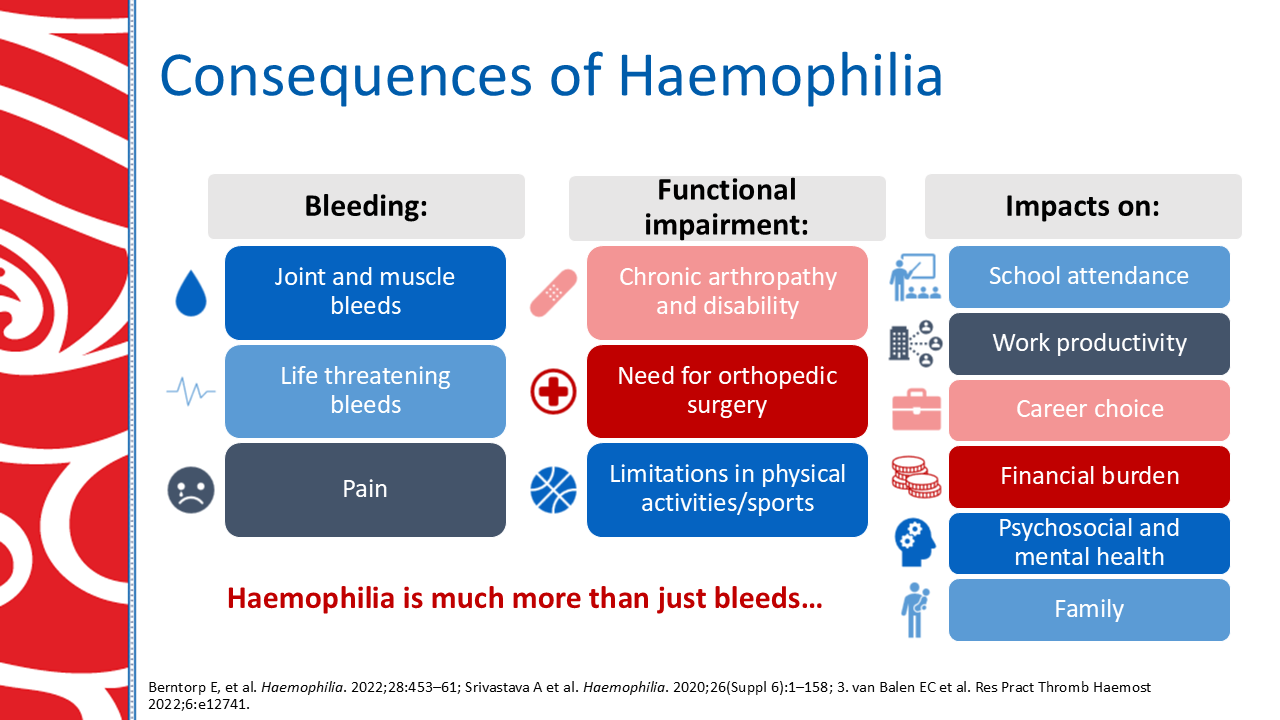 Consequences of Haemophilia
Bleeding:
Joint and muscle
bleeds
Life threatening
bleeds
Pain
Functional
impairment:
Chronic arthropathy
and disability
Need for orthopedic
surgery
Limitations in physical
activities/sports
Impacts on:
School attendance
Work productivity
Career choice
Financial burden
Psychosocial and
mental health
Family
Haemophilia is much more than just bleeds…
Berntorp E, et al. Haemophilia. 2022;28:453–61; Srivastava A et al. Haemophilia. 2020;26(Suppl 6):1–158; 3. van Balen EC et al. Res Pract Thromb Haemost
2022;6:e12741.